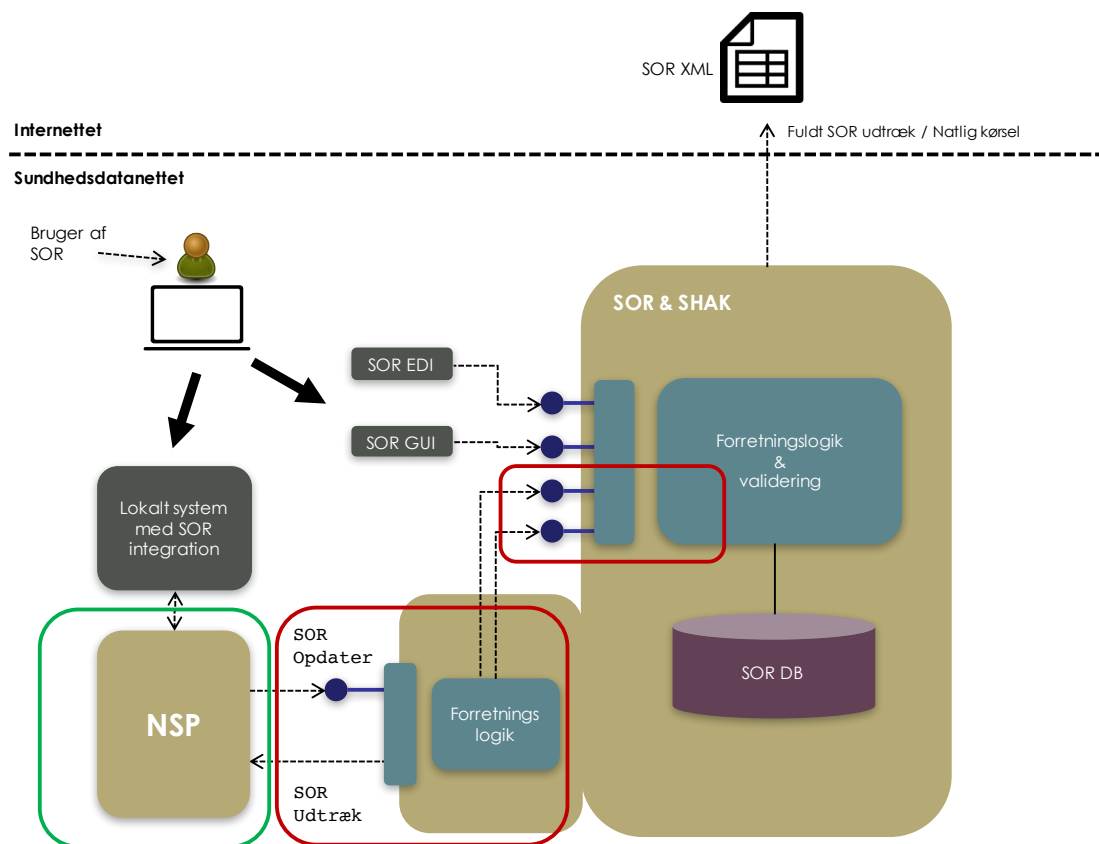 SOR XML
Internettet
Fuldt SOR udtræk / Natlig kørsel
Sundhedsdatanettet
Bruger af
SOR
SOR & SHAK
SOR EDI
SOR GUI
Forretningslogik
&
validering
Lokalt system
med SOR
integration
SOR
Opdater
NSP
Forretnings
logik
SOR DB
SOR
Udtræk